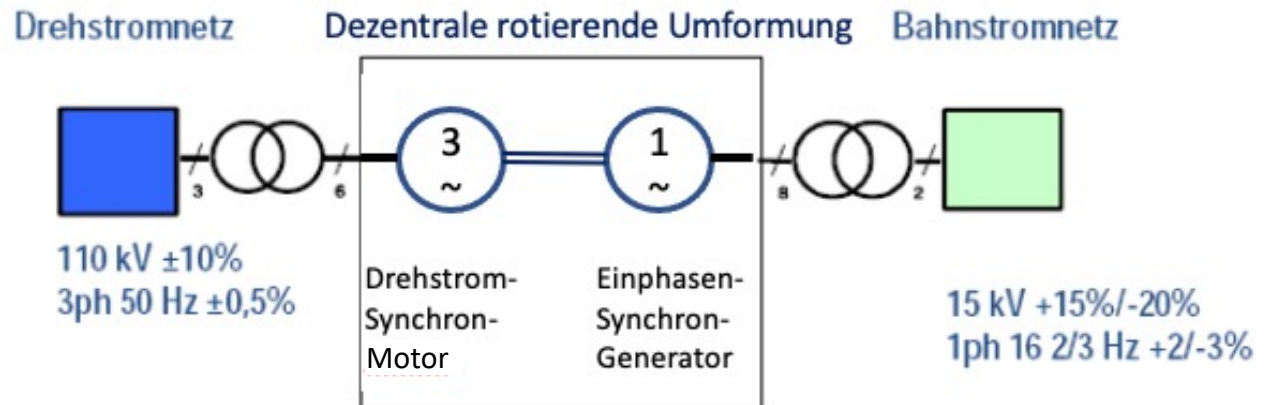 Drehstromnetz
Dezentrale rotierende Umformung
Bahnstromnetz
3
~
1
~
3
6
8
2
110 kV ±10%
3ph 50 Hz ±0,5%
Drehstrom-
Synchron-
Motor
Einphasen-
Synchron-
Generator
15 kV +15%/-20%
1ph 16 2/3 Hz +2/-3%